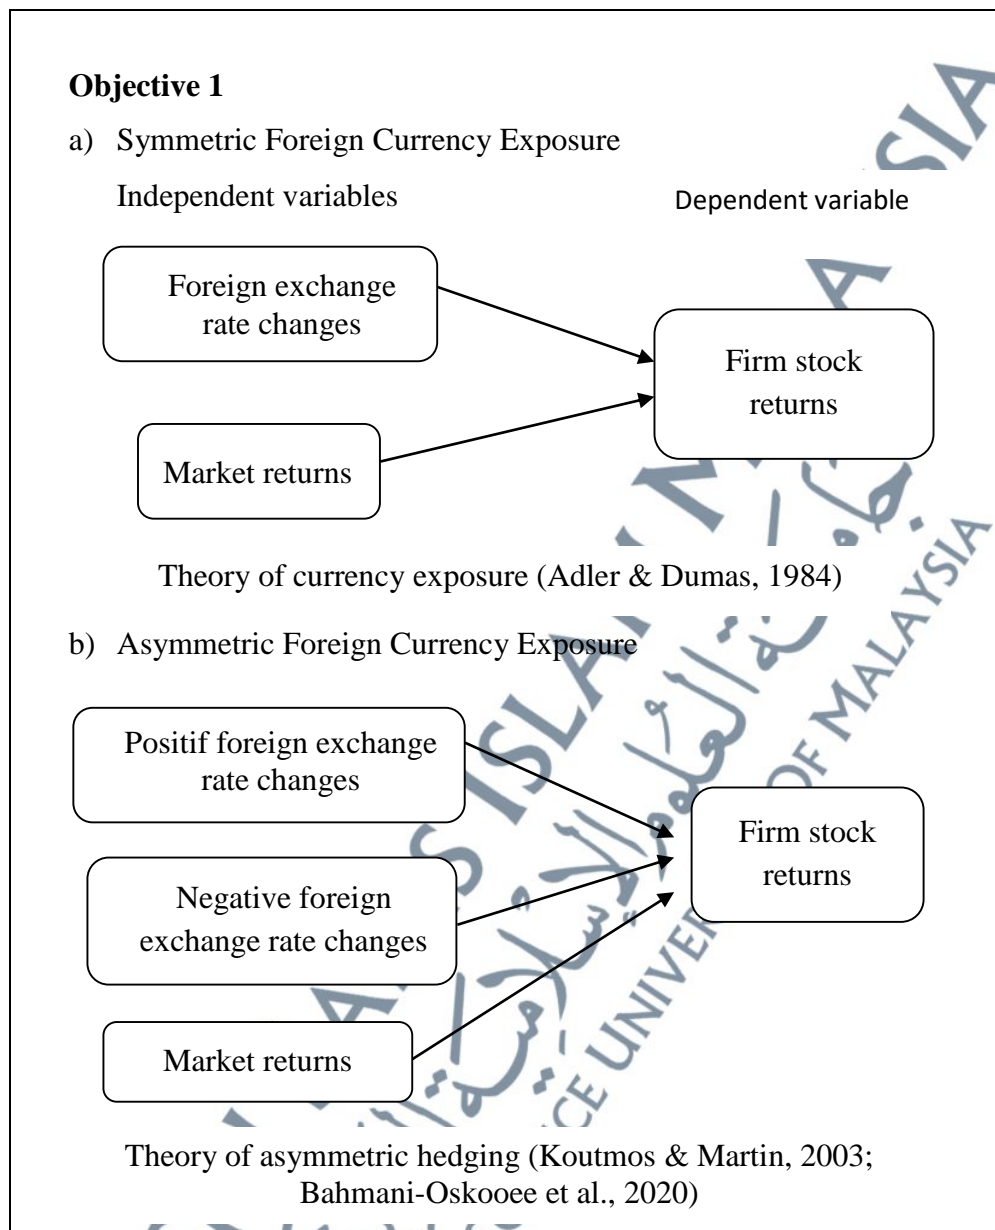 Objective 1
a) Symmetric Foreign Currency Exposure
Independent variables
Dependent variable
Foreign exchange
rate changes
Firm stock
returns
Market returns
Theory of currency exposure (Adler & Dumas, 1984)
b) Asymmetric Foreign Currency Exposure
Positif foreign exchange
rate changes
Negative foreign
exchange rate changes
Firm stock
returns
Market returns
Theory of asymmetric hedging (Koutmos & Martin, 2003;
Bahmani-Oskooee et al., 2020)
OF MALAYSIA